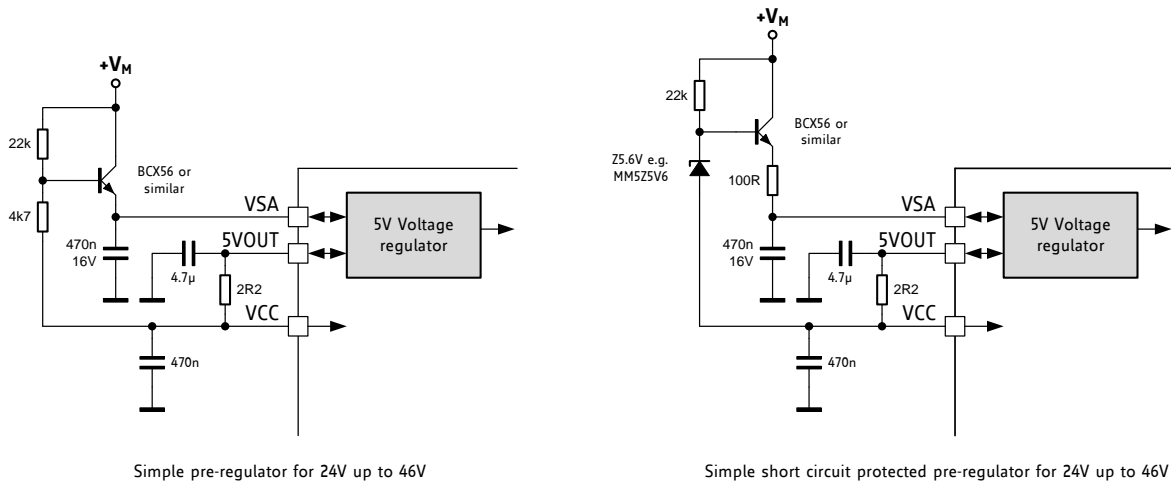 +VM
22k
BCX56 or
similar
4k7
VSA
5V Voltage
regulator
470n
16V
5VOUT
4.7µ
2R2
VCC
470n
Simple pre-regulator for 24V up to 46V
+VM
22k
BCX56 or
similar
Z5.6V e.g.
MM5Z5V6
100R
VSA
5V Voltage
regulator
470n
16V
5VOUT
4.7µ
2R2
VCC
470n
Simple short circuit protected pre-regulator for 24V up to 46V